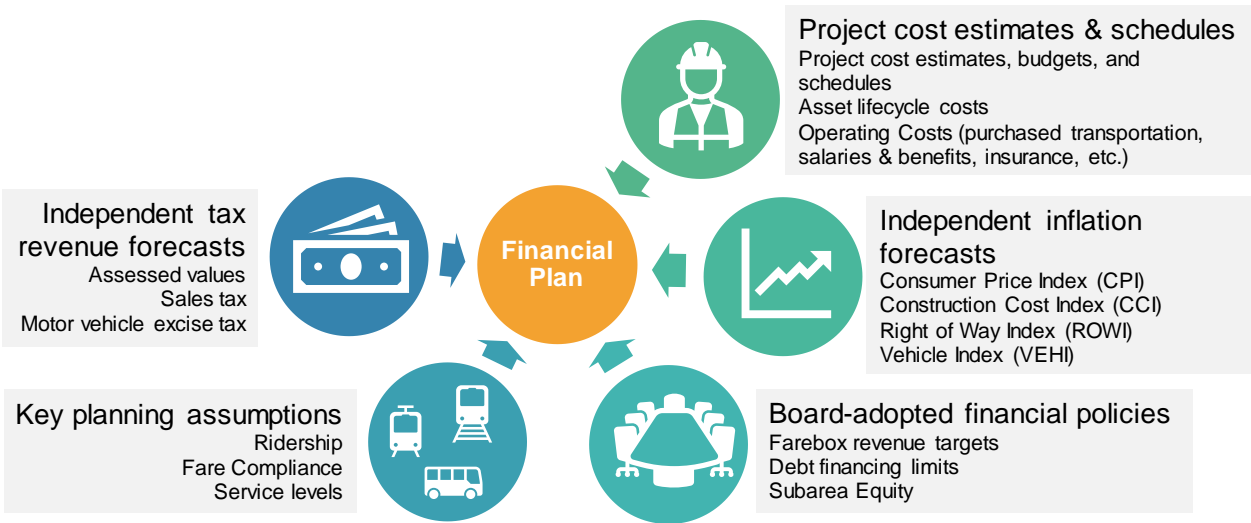 Project cost estimates & schedules
Project cost estimates, budgets, and
schedules
Asset lifecycle costs
Operating Costs (purchased transportation,
salaries & benefits, insurance, etc.)
Independent tax
revenue forecasts
Assessed values
Sales tax
Motor vehicle excise tax
Financial
Plan
Independent inflation
forecasts
Consumer Price Index (CPI)
Construction Cost Index (CCI)
Right of Way Index (ROWI)
Vehicle Index (VEHI)
Key planning assumptions
Ridership
Fare Compliance
Service levels
Board-adopted financial policies
Farebox revenue targets
Debt financing limits
Subarea Equity